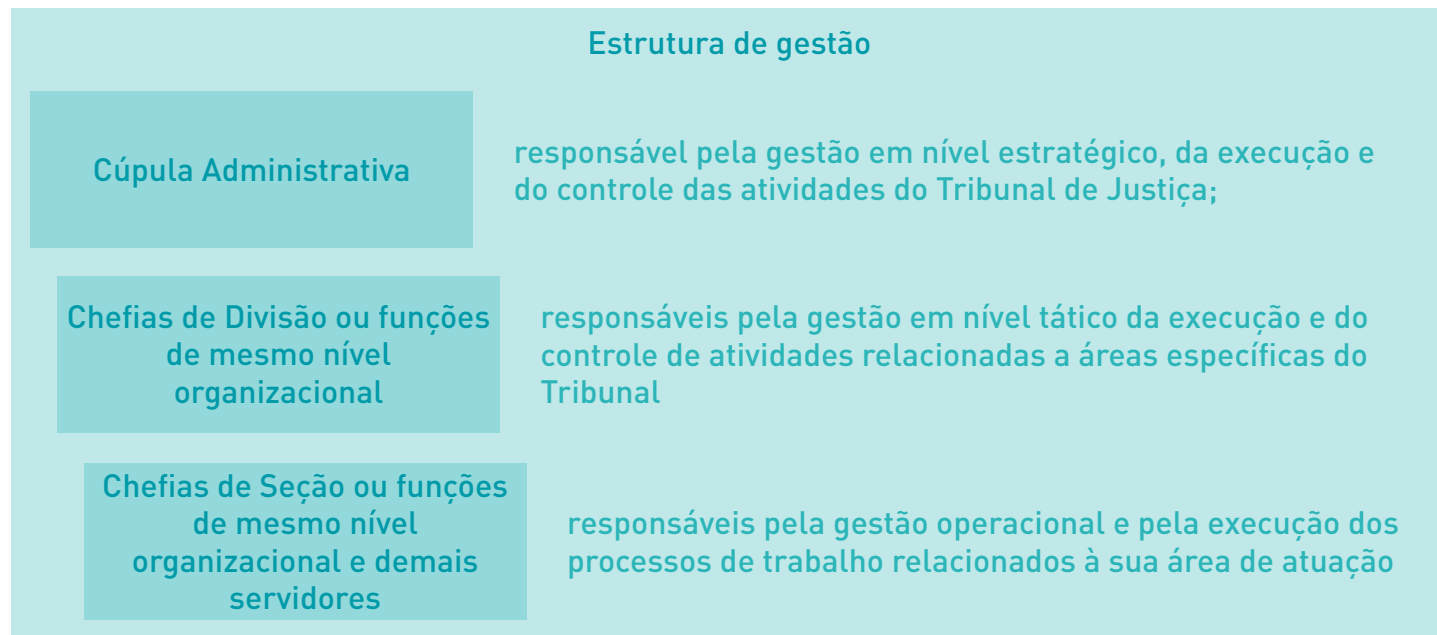 Estrutura de gestão
Cúpula Administrativa
responsável pela gestão em nível estratégico, da execução e
do controle das atividades do Tribunal de Justiça;
Chefias de Divisão ou funções
de mesmo nível
organizacional
responsáveis pela gestão em nível tático da execução e do
controle de atividades relacionadas a áreas específicas do
Tribunal
Chefias de Seção ou funções
de mesmo nível
organizacional e demais
servidores
responsáveis pela gestão operacional e pela execução dos
processos de trabalho relacionados à sua área de atuação